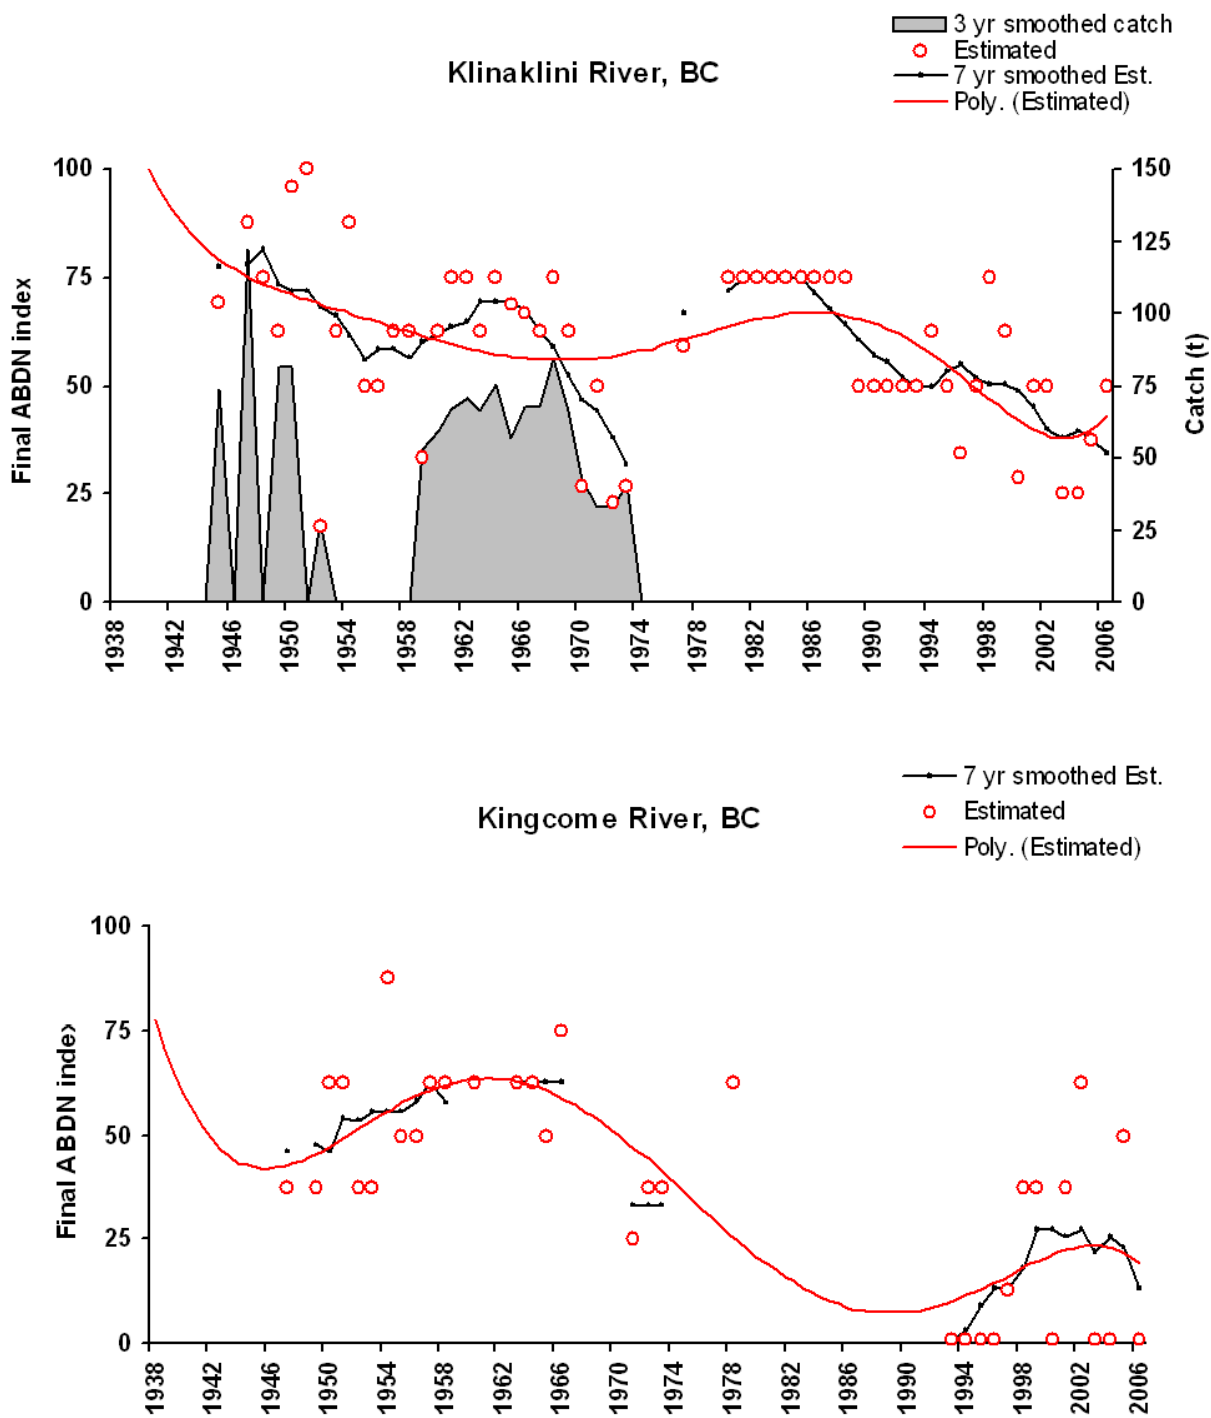 3 yr smoothed catch
Estimated
7 yr smoothed Est.
Poly. (Estimated)
Klinaklini River, BC
100
75
50
25
0
Final ABDN index
150
125
100
75
50
25
0
Catch (t)
1938 1942 1946 1950 1954 1958 1962 1966 1970 1974 1978 1982 1986 1990 1994 1998 2002 2006
7 yr smoothed Est.
Estimated
Poly. (Estimated)
Kingcome River, BC
100
75
50
25
0
Final ABDN index
1938 1942 1946 1950 1954 1958 1962 1966 1970 1974 1978 1982 1986 1990 1994 1998 2002 2006